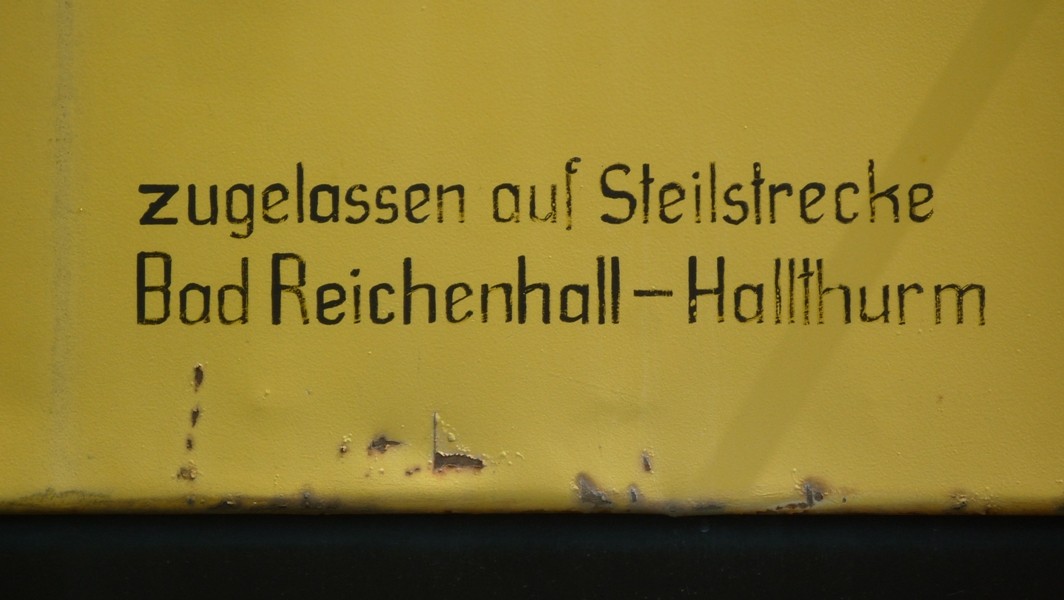 zugelassen auf Steilstrecke
Bad Reichenhall – Hallthurm